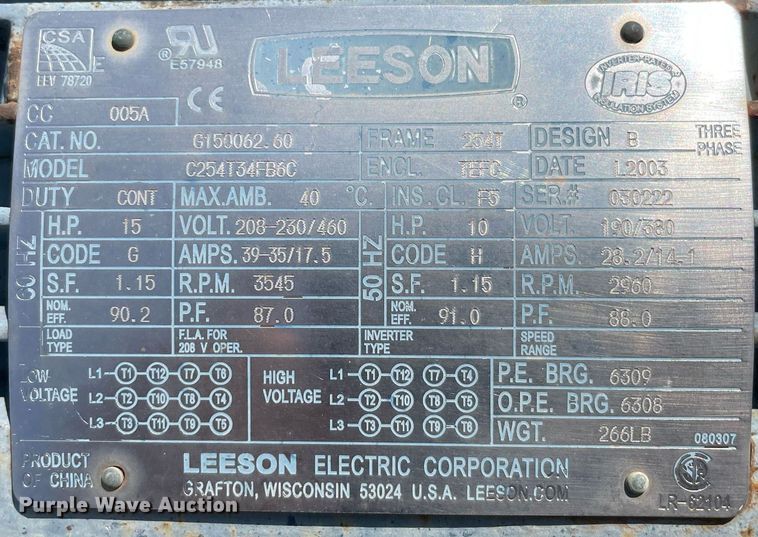 CSA
E
LEV 78720
® E57948
CE
LEESON ®
INVERTER-RATED
IRIS
INSULATION SYSTEM
CC 005A
CAT. NO. G150062.60 FRAME 254T DESIGN B THREE PHASE
MODEL C254T34FB6C ENCL. TEFC DATE L2003
DUTY CONT MAX. AMB. 40 °C. INS. CL. F5 SER.# 030222
60 HZ
H.P. 15 VOLT. 208-230/460
CODE G AMPS. 39-35/17.5
S.F. 1.15 R.P.M. 3545
NOM. EFF. 90.2 P.F. 87.0
50 HZ
H.P. 10 VOLT. 190/380
CODE H AMPS. 28.2/14.1
S.F. 1.15 R.P.M. 2960
NOM. EFF. 91.0 P.F. 88.0
LOAD TYPE F.L.A. FOR 208 V OPER. INVERTER TYPE SPEED RANGE
LOW VOLTAGE
L1 T1 T12 T7 T6
L2 T2 T10 T8 T4
L3 T3 T11 T9 T5
HIGH VOLTAGE
L1 T1 T12 T7 T4
L2 T2 T10 T8
L3 T3 T11 T9
P.E. BRG. 6309
O.P.E. BRG. 6308
WGT. 266LB 080307
PRODUCT OF CHINA
LEESON ELECTRIC CORPORATION
GRAFTON, WISCONSIN 53024 U.S.A. LEESON.COM
LR-62104
Purple Wave Auction